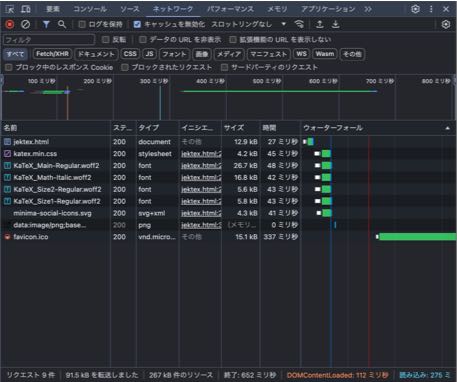 要素 コンソール ソース ネットワーク パフォーマンス メモリ アプリケーション »
ログを保持 キャッシュを無効化 スロットリングなし
フィルタ 反転 データの URL を非表示 拡張機能の URL を表示しない
すべて Fetch/XHR ドキュメント CSS JS フォント 画像 メディア マニフェスト WS Wasm その他
ブロック中のレスポンス Cookie ブロックされたリクエスト サードパーティのリクエスト
100 ミリ秒 200 ミリ秒 300 ミリ秒 400 ミリ秒 500 ミリ秒 600 ミリ秒 700 ミリ秒 800 ミリ秒
名前 ステ... タイプ イニシエ... サイズ 時間 ウォーターフォール
jektex.html 200 document その他 12.9 kB 27 ミリ秒
katex.min.css 200 stylesheet jektex.html:2 4.2 kB 45 ミリ秒
KaTeX_Main-Regular.woff2 200 font jektex.html:2 26.7 kB 48 ミリ秒
KaTeX_Math-Italic.woff2 200 font jektex.html:2 16.8 kB 42 ミリ秒
KaTeX_Size2-Regular.woff2 200 font jektex.html:2 5.6 kB 43 ミリ秒
KaTeX_Size1-Regular.woff2 200 font jektex.html:2 5.8 kB 43 ミリ秒
minima-social-icons.svg 200 svg+xml jektex.html:2 4.3 kB 41 ミリ秒
data:image/png;base... 200 png jektex.html:3 (メモリ... 0 ミリ秒
favicon.ico 200 vnd.micro... その他 15.1 kB 337 ミリ秒
リクエスト 9 件 91.5 kB を転送しました 267 kB 件のリソース 終了: 652 ミリ秒 DOMContentLoaded: 112 ミリ秒 読み込み: 275 ミ